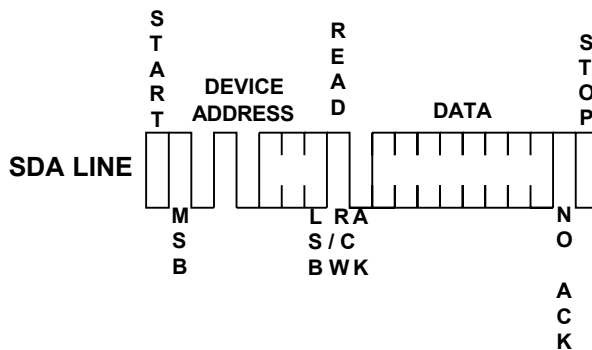 START
DEVICE
ADDRESS
READ
DATA
STOP
SDA LINE
MSB
LSB
R/W
ACK
NO ACK